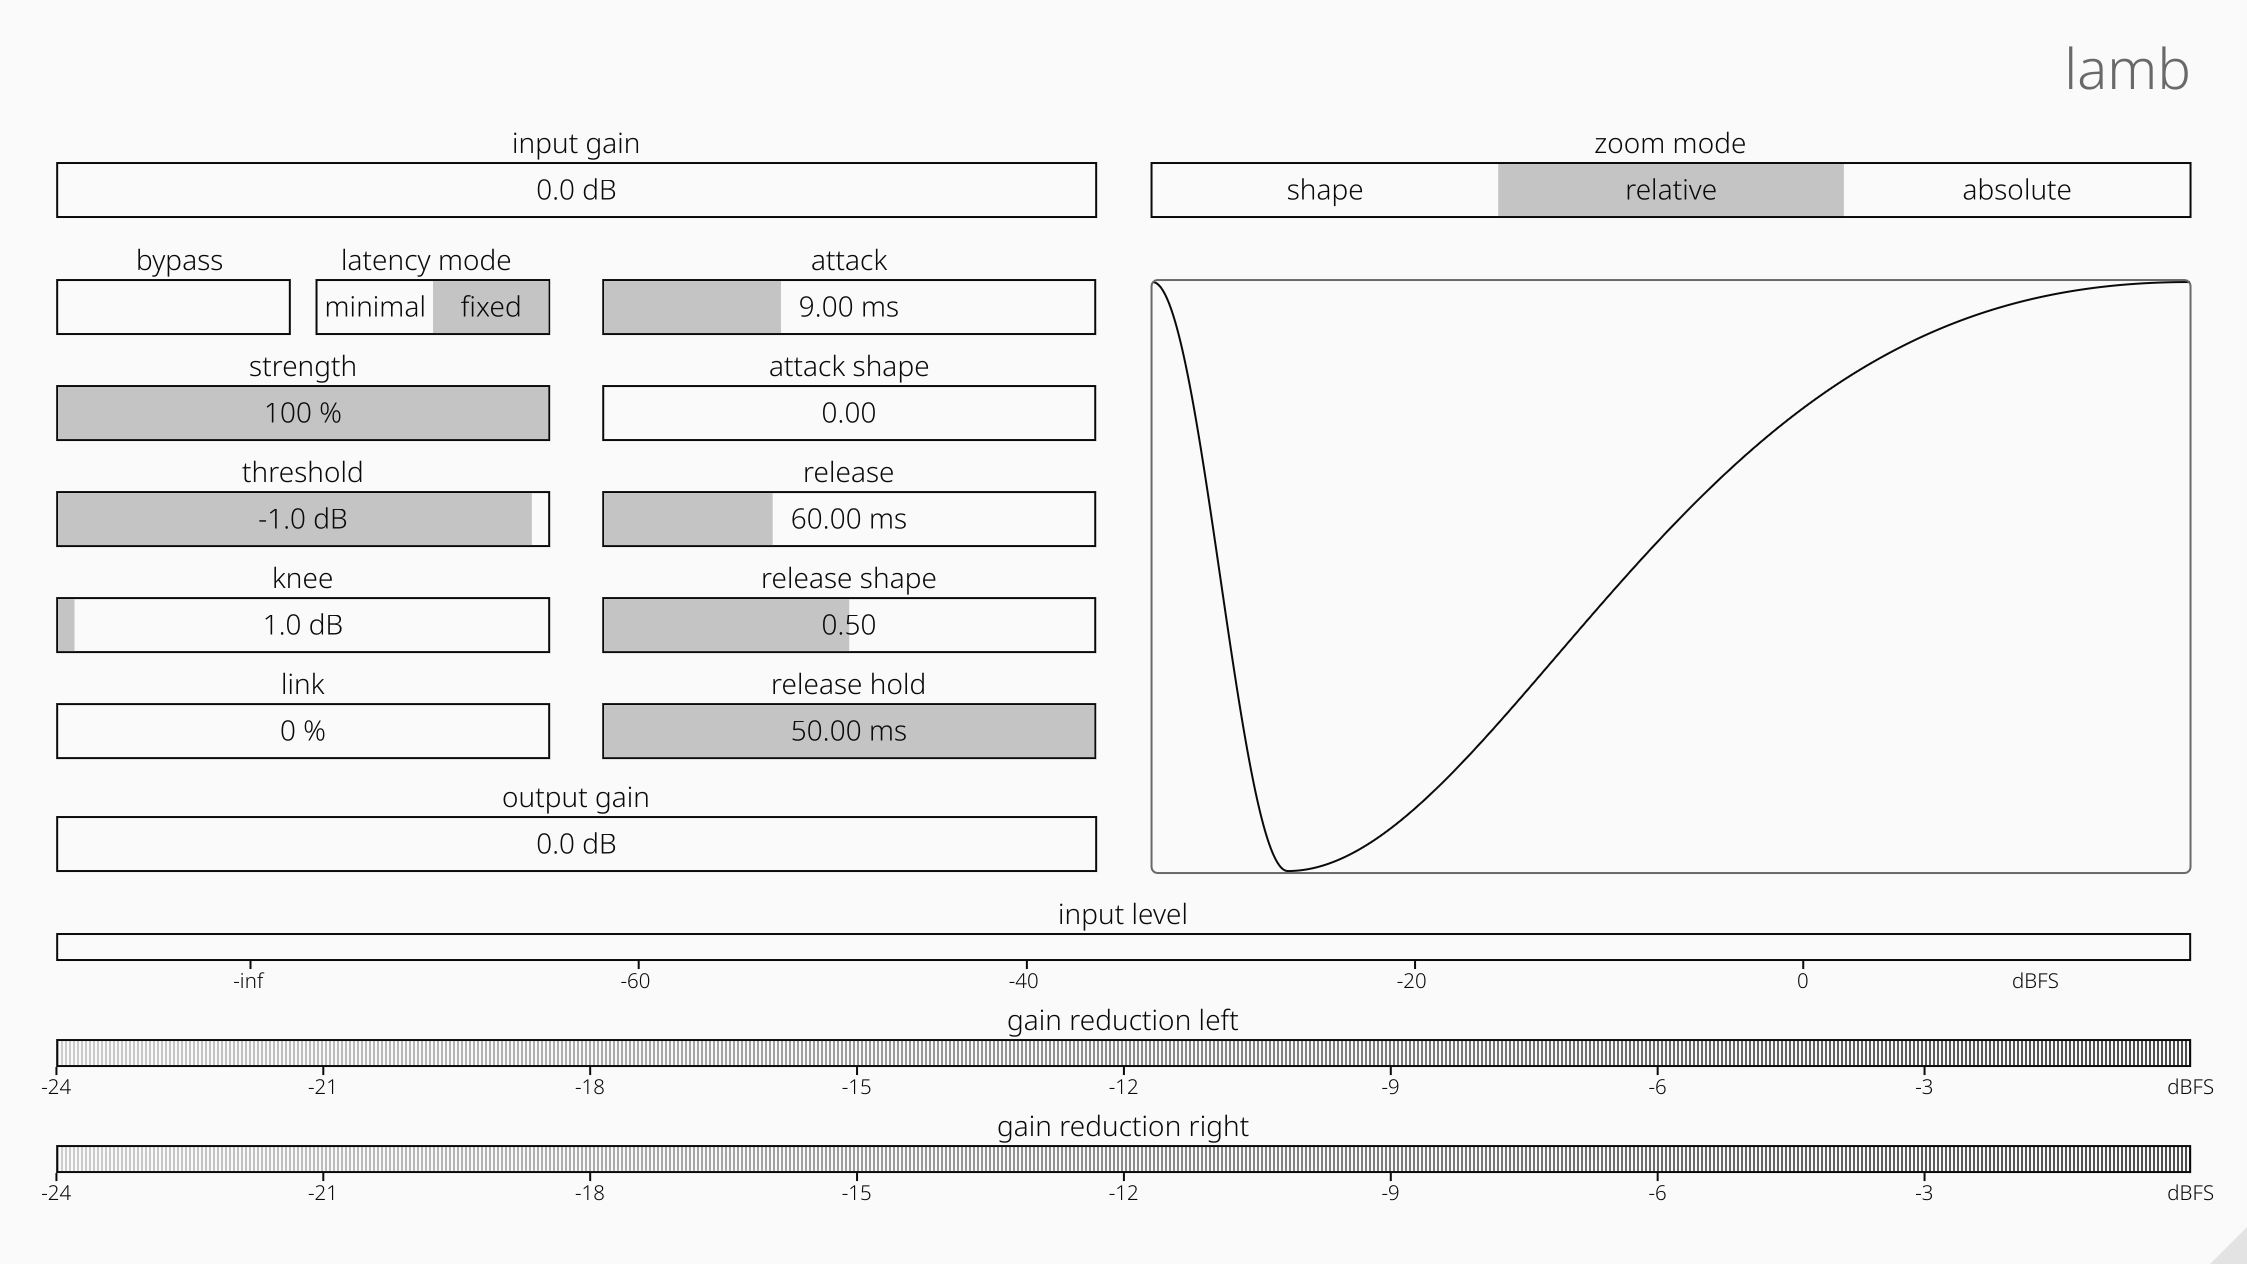 lamb
input gain
0.0 dB
zoom mode
shape relative absolute
bypass
latency mode
minimal fixed
attack
9.00 ms
strength
100 %
attack shape
0.00
threshold
-1.0 dB
release
60.00 ms
knee
1.0 dB
release shape
0.50
link
0 %
release hold
50.00 ms
output gain
0.0 dB
input level
-inf -60 -40 -20 0 dBFS
gain reduction left
-24 -21 -18 -15 -12 -9 -6 -3 dBFS
gain reduction right
-24 -21 -18 -15 -12 -9 -6 -3 dBFS